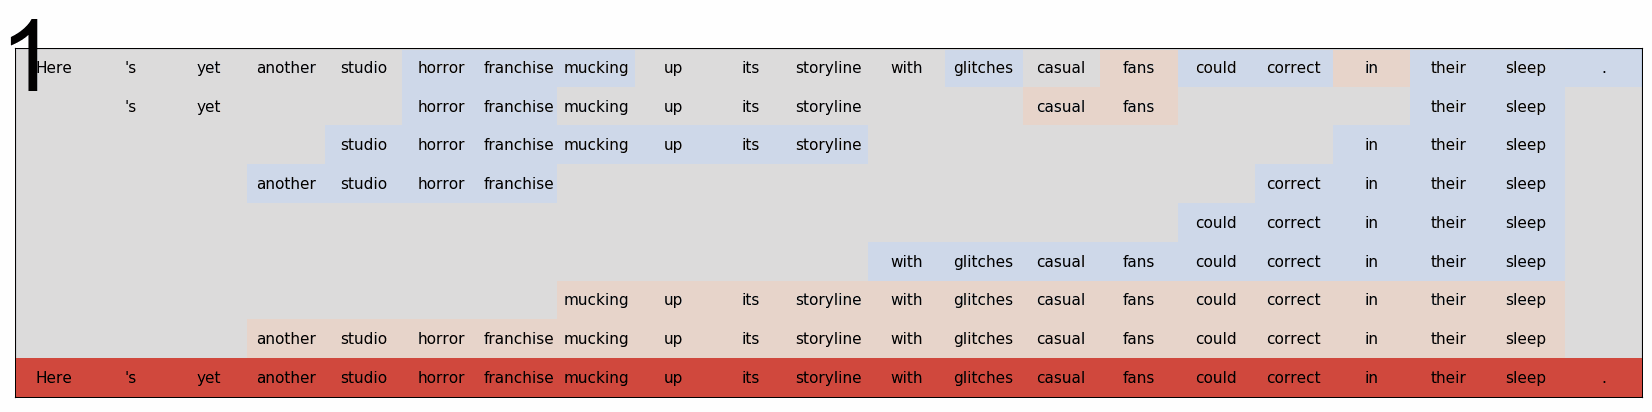 1
Here 's yet another studio horror franchise mucking up its storyline with glitches casual fans could correct in their sleep .
's yet horror franchise mucking up its storyline casual fans their sleep
studio horror franchise mucking up its storyline in their sleep
another studio horror franchise correct in their sleep
could correct in their sleep
with glitches casual fans could correct in their sleep
mucking up its storyline with glitches casual fans could correct in their sleep
another studio horror franchise mucking up its storyline with glitches casual fans could correct in their sleep
Here 's yet another studio horror franchise mucking up its storyline with glitches casual fans could correct in their sleep .